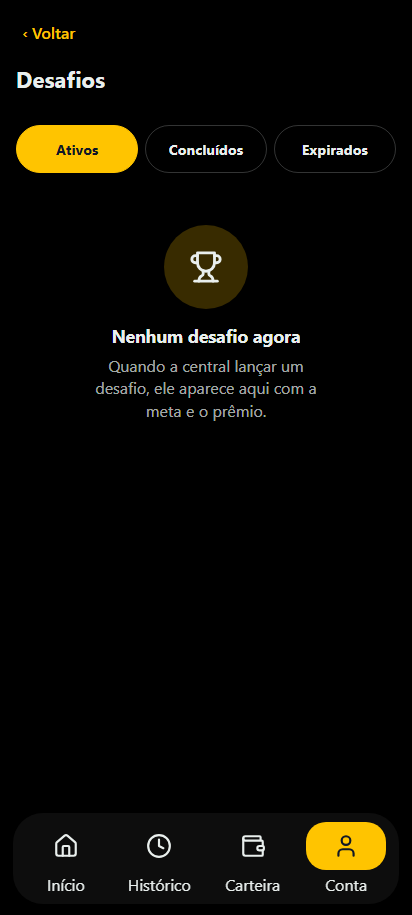 ‹ Voltar
Desafios
Ativos
Concluídos
Expirados
Nenhum desafio agora
Quando a central lançar um
desafio, ele aparece aqui com a
meta e o prêmio.
Início
Histórico
Carteira
Conta